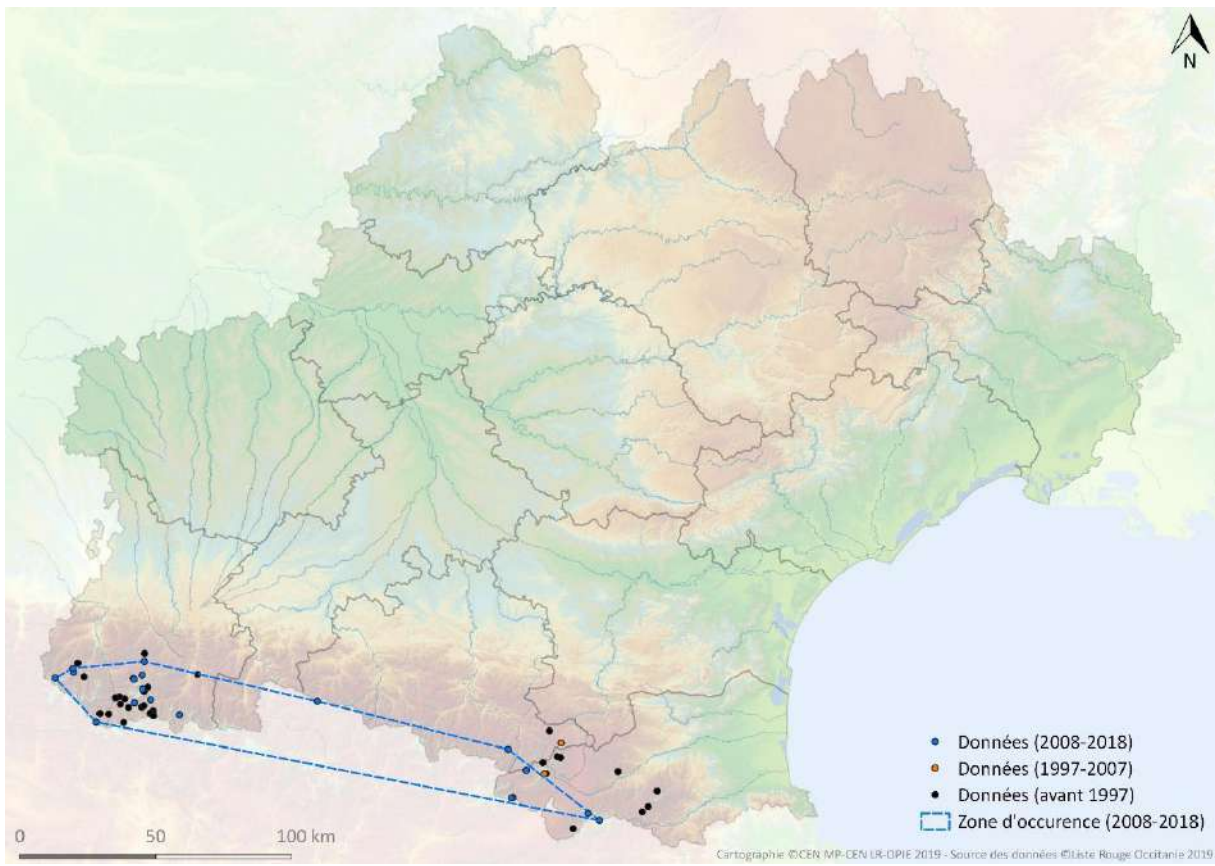 N
Données (2008-2018)
Données (1997-2007)
Données (avant 1997)
Zone d'occurence (2008-2018)
0 50 100 km
Cartographie ©CEN MP-CEN LR-OPIE 2019 - Source des données ©Liste Rouge Occitanie 2019